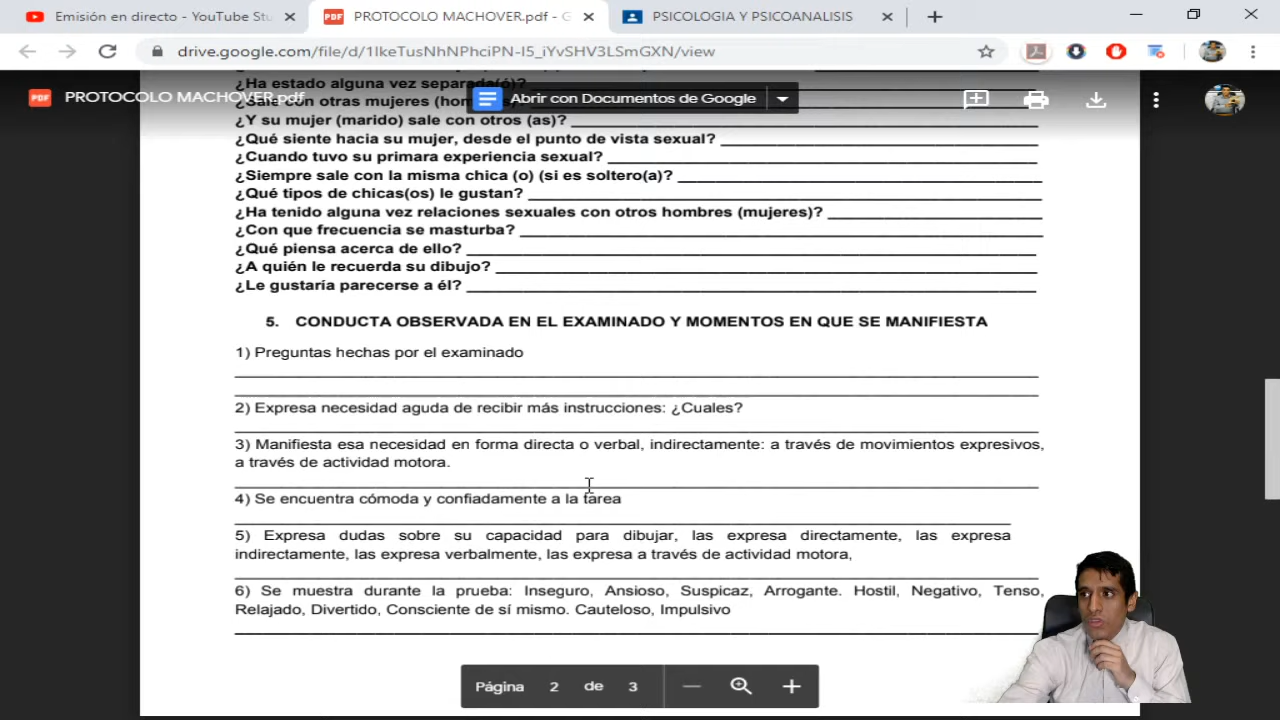 Emisión en directo - YouTube Stu
PROTOCOLO MACHOVER.pdf - G
PSICOLOGIA Y PSICOANALISIS
drive.google.com/file/d/1IkeTusNhNPhciPN-I5_iYvSHV3LSmGXN/view
PROTOCOLO MACHOVER.pdf
Abrir con Documentos de Google
¿Ha estado alguna vez separada(ó)?
con otras mujeres
¿Y su mujer (marido) sale con otros (as)?
¿Qué siente hacia su mujer, desde el punto de vista sexual?
¿Cuando tuvo su primara experiencia sexual?
¿Siempre sale con la misma chica (o) (si es soltero(a)?
¿Qué tipos de chicas(os) le gustan?
¿Ha tenido alguna vez relaciones sexuales con otros hombres (mujeres)?
¿Con que frecuencia se masturba?
¿Qué piensa acerca de ello?
¿A quién le recuerda su dibujo?
¿Le gustaría parecerse a él?
5. CONDUCTA OBSERVADA EN EL EXAMINADO Y MOMENTOS EN QUE SE MANIFIESTA
1) Preguntas hechas por el examinado
2) Expresa necesidad aguda de recibir más instrucciones: ¿Cuales?
3) Manifiesta esa necesidad en forma directa o verbal, indirectamente: a través de movimientos expresivos,
a través de actividad motora.
4) Se encuentra cómoda y confiadamente a la tarea
5) Expresa dudas sobre su capacidad para dibujar, las expresa directamente, las expresa
indirectamente, las expresa verbalmente, las expresa a través de actividad motora,
6) Se muestra durante la prueba: Inseguro, Ansioso, Suspicaz, Arrogante. Hostil, Negativo, Tenso,
Relajado, Divertido, Consciente de sí mismo. Cauteloso, Impulsivo
Página 2 de 3